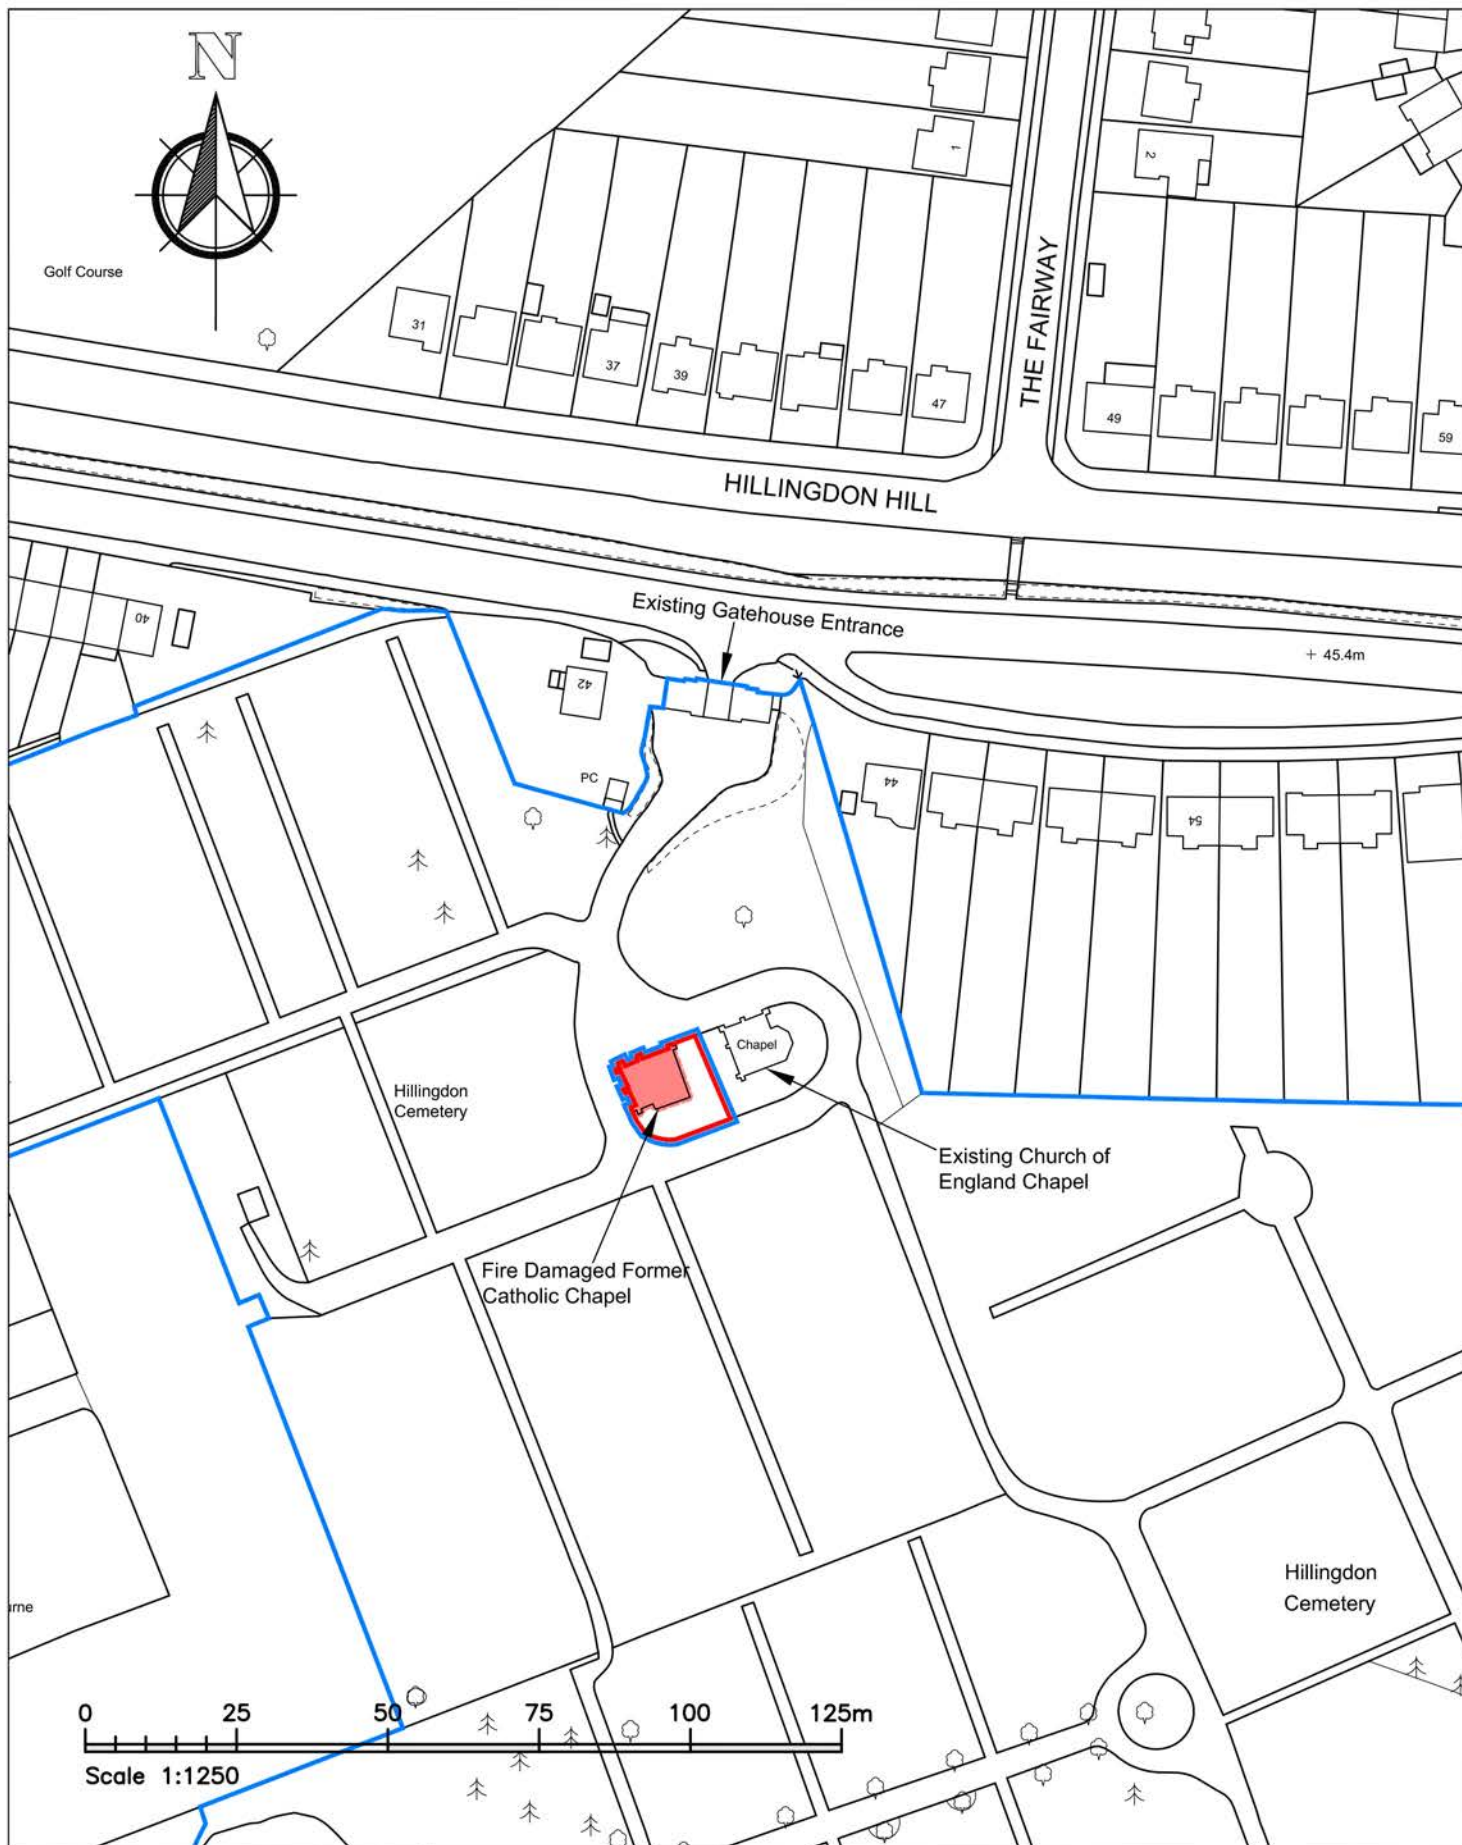 N
1
2
Golf Course
THE FAIRWAY
31
37
39
47
49
59
HILLINGDON HILL
Existing Gatehouse Entrance
40
42
45.4m
PC
44
54
Chapel
Hillingdon
Cemetery
Existing Church of
England Chapel
Fire Damaged Former
Catholic Chapel
Hillingdon
Cemetery
0 25 50 75 100 125m
Scale 1:1250